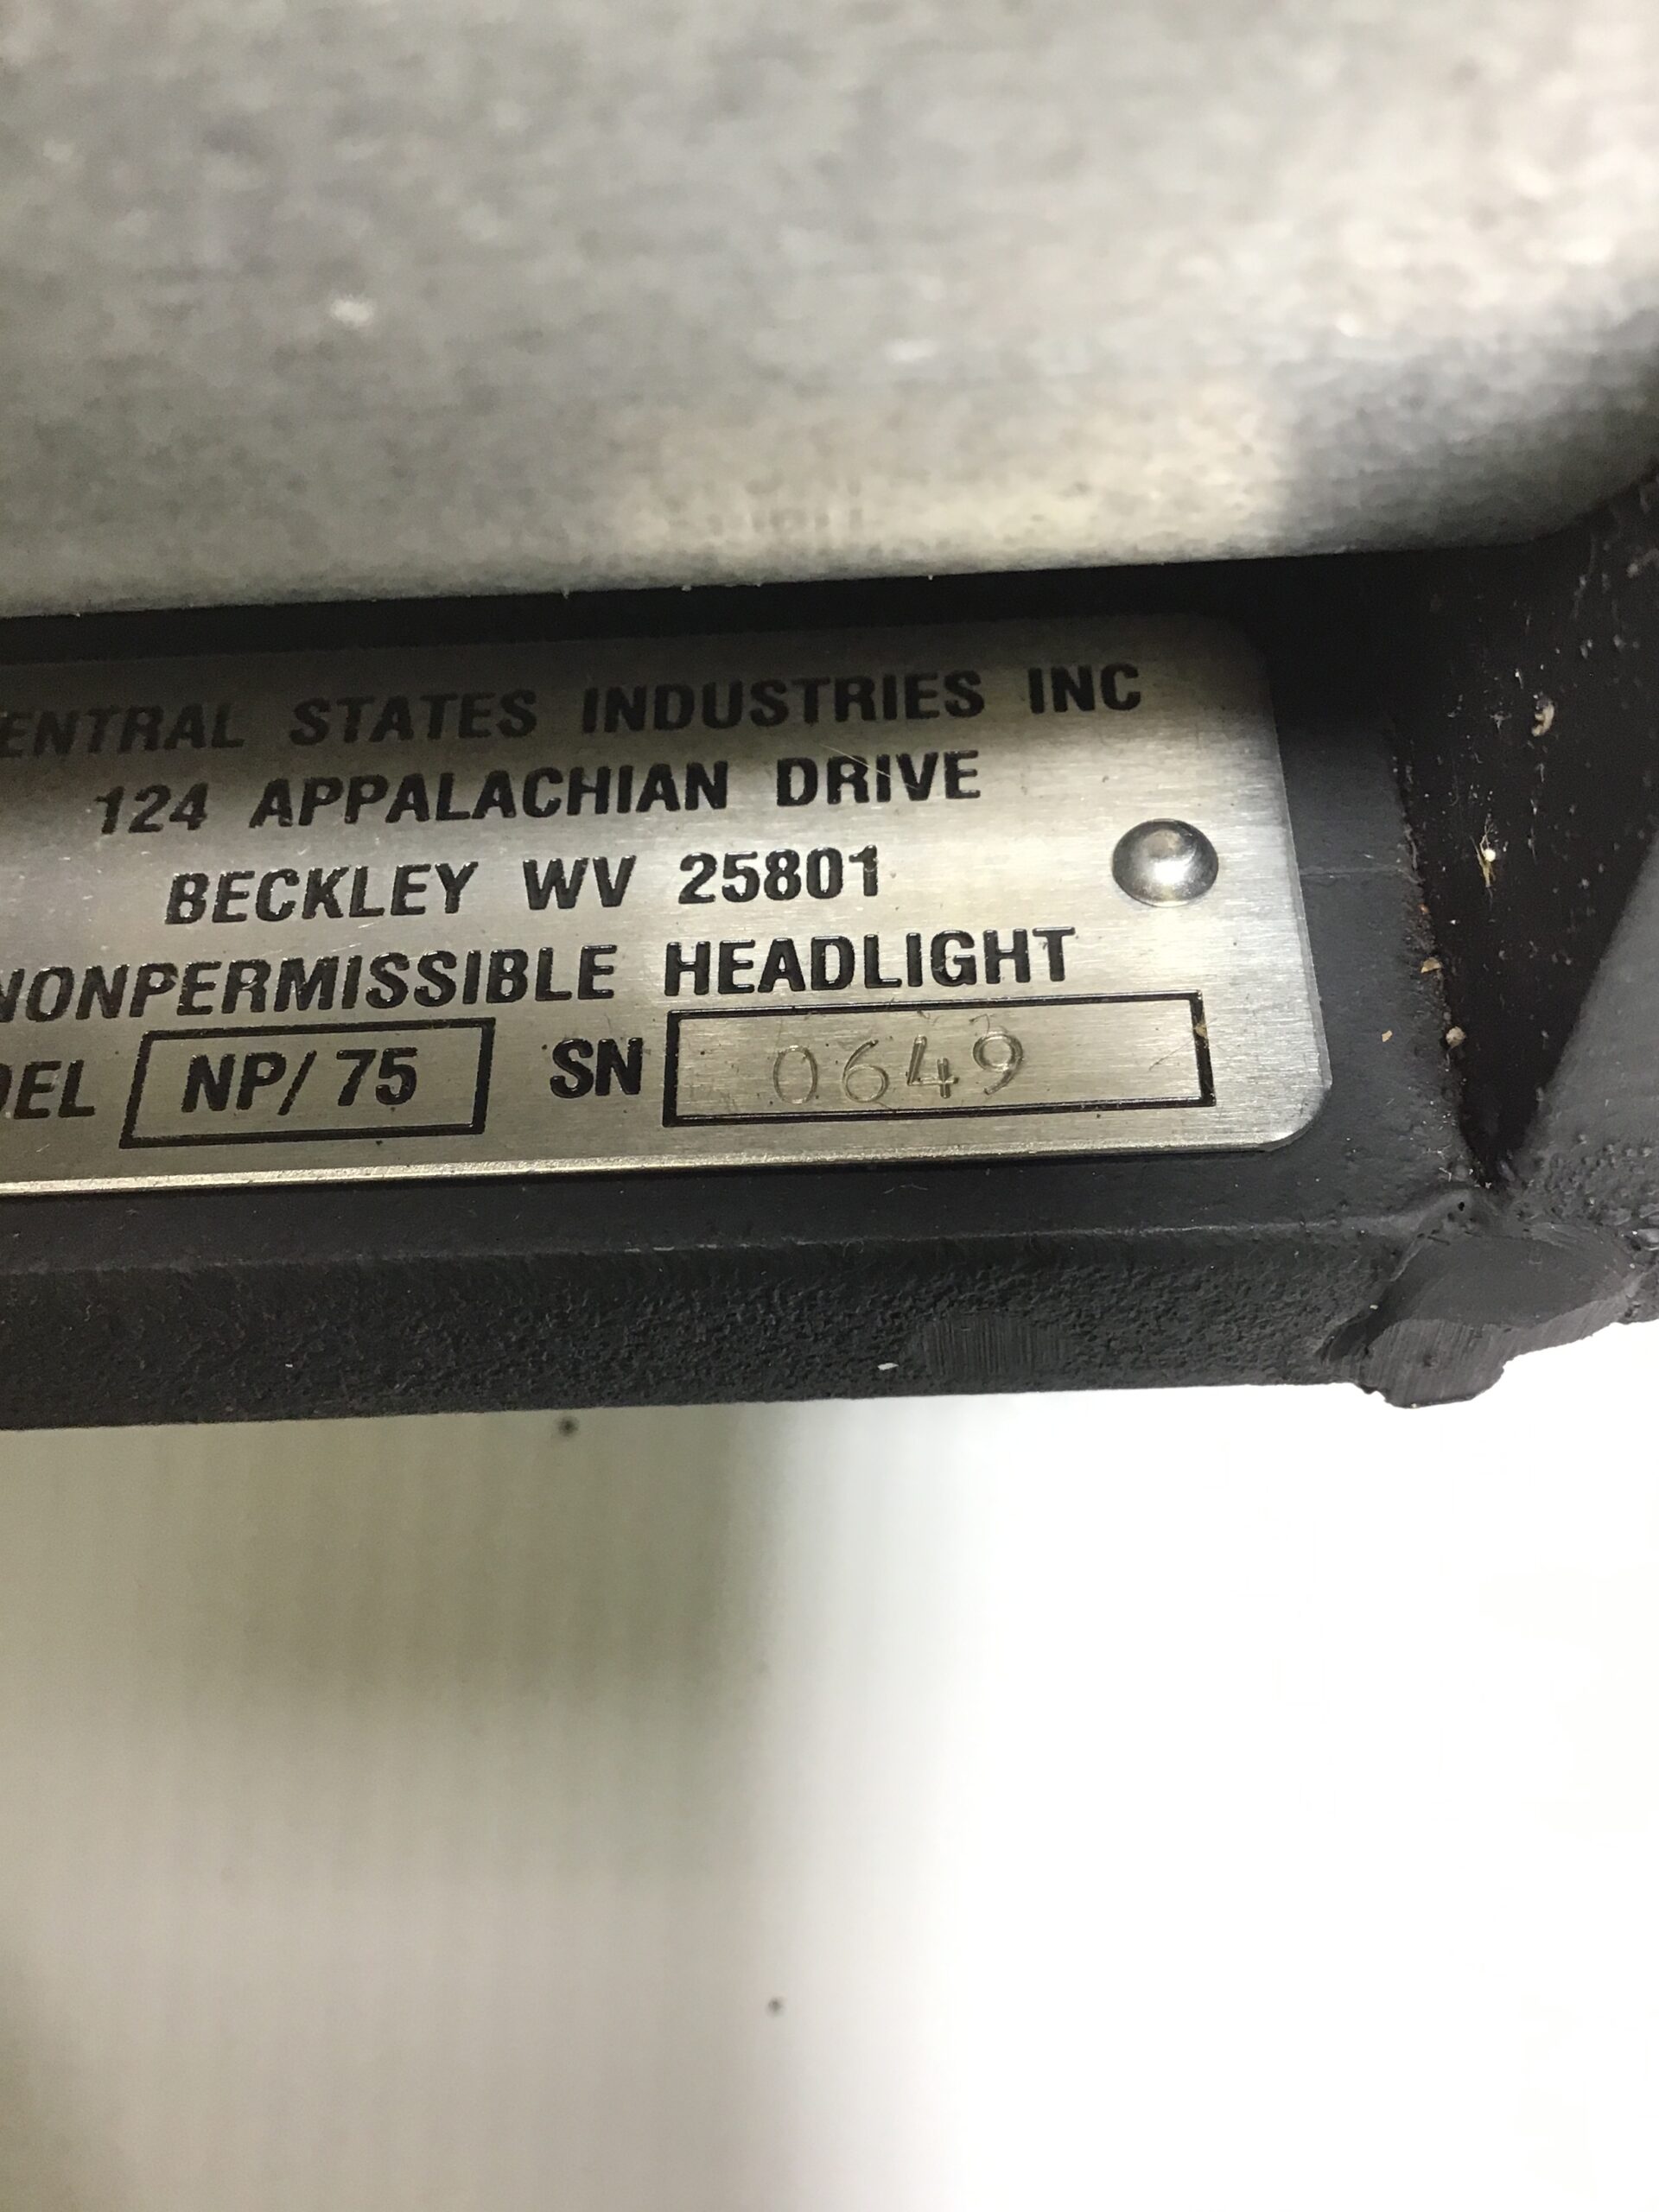 ENTRAL STATES INDUSTRIES INC
124 APPALACHIAN DRIVE
BECKLEY WV 25801
NONPERMISSIBLE HEADLIGHT
DEL NP/75 SN 0649